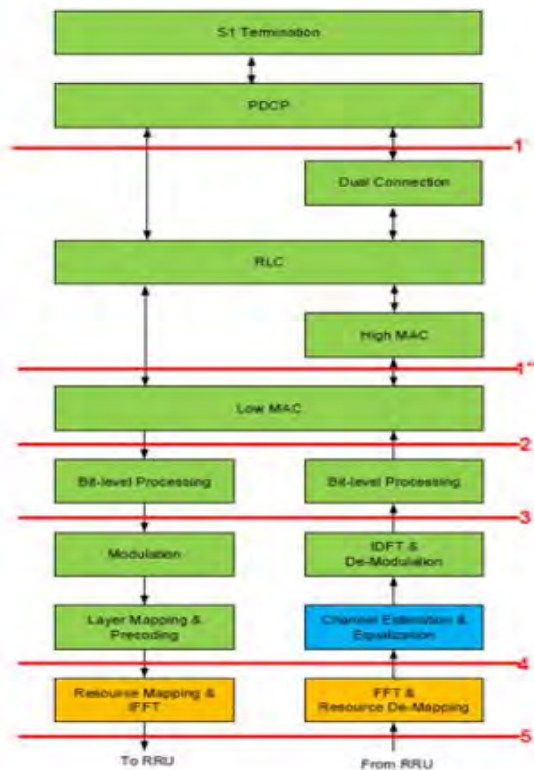 S1 Termination
PDCP
1'
Dual Connection
RLC
High MAC
1''
Low MAC
2
Bit-level Processing
Bit-level Processing
3
Modulation
IDFT &
De-Modulation
Layer Mapping &
Precoding
Channel Estimation &
Equalization
4
Resource Mapping &
IFFT
FFT &
Resource De-Mapping
5
To RRU
From RRU